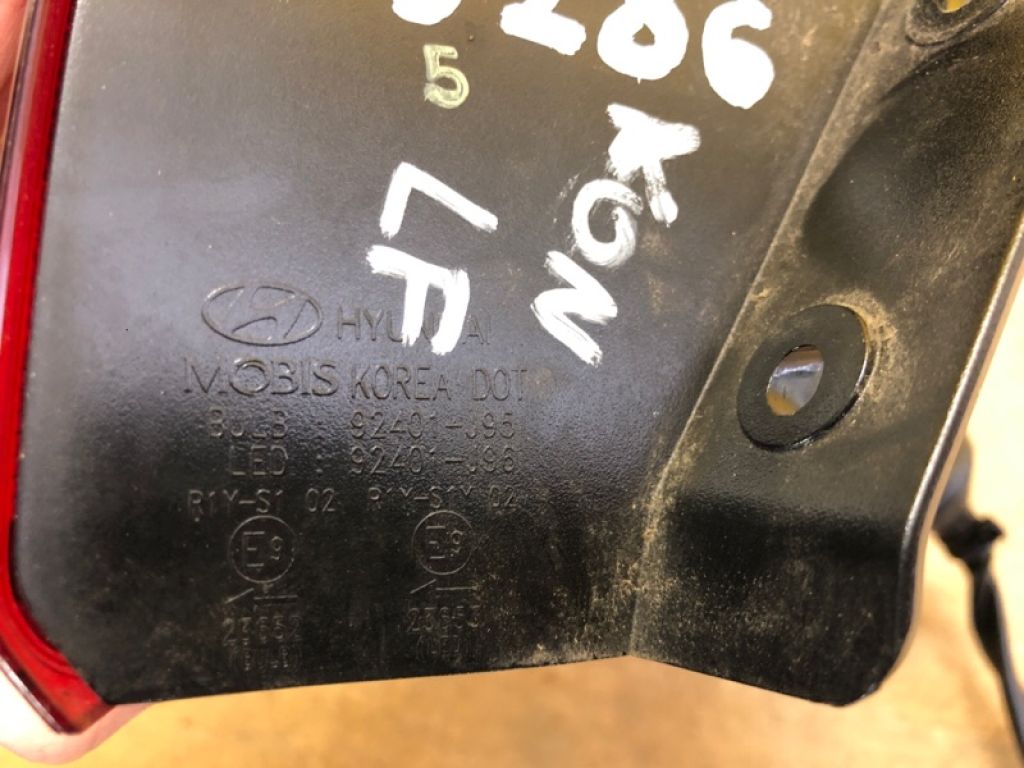 5
KON
LF
HYUNDAI
MOBIS KOREA DOT
BULB : 92401-J95
LED : 92401-J96
R1Y-S1 02 R1Y-S1Y 02
E9 E9
23652 23653